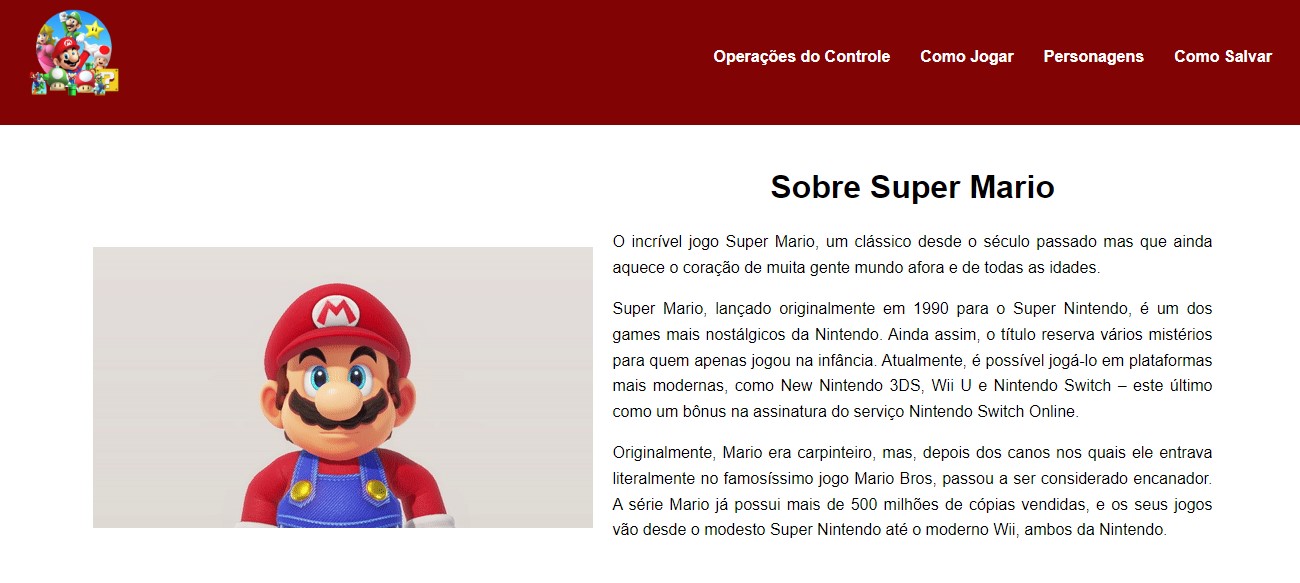 Operações do Controle Como Jogar Personagens Como Salvar
Sobre Super Mario
O incrível jogo Super Mario, um clássico desde o século passado mas que ainda
aquece o coração de muita gente mundo afora e de todas as idades.
Super Mario, lançado originalmente em 1990 para o Super Nintendo, é um dos
games mais nostálgicos da Nintendo. Ainda assim, o título reserva vários mistérios
para quem apenas jogou na infância. Atualmente, é possível jogá-lo em plataformas
mais modernas, como New Nintendo 3DS, Wii U e Nintendo Switch – este último
como um bônus na assinatura do serviço Nintendo Switch Online.
Originalmente, Mario era carpinteiro, mas, depois dos canos nos quais ele entrava
literalmente no famosíssimo jogo Mario Bros, passou a ser considerado encanador.
A série Mario já possui mais de 500 milhões de cópias vendidas, e os seus jogos
vão desde o modesto Super Nintendo até o moderno Wii, ambos da Nintendo.
M